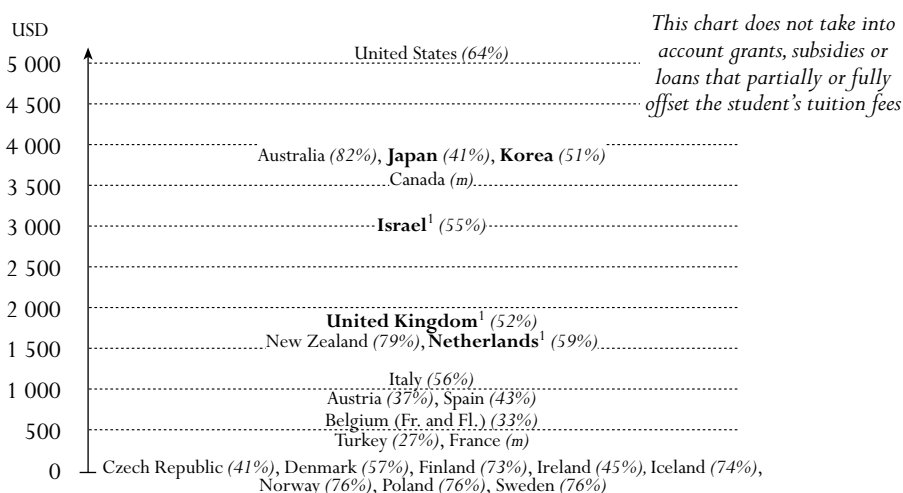 USD
This chart does not take into
account grants, subsidies or
loans that partially or fully
offset the student's tuition fees
5 000
United States (64%)
4 500
4 000
Australia (82%), Japan (41%), Korea (51%)
3 500
Canada (m)
3 000
Israel¹ (55%)
2 500
2 000
United Kingdom¹ (52%)
1 500
New Zealand (79%), Netherlands¹ (59%)
Italy (56%)
1 000
Austria (37%), Spain (43%)
Belgium (Fr. and Fl.) (33%)
500
Turkey (27%), France (m)
0
Czech Republic (41%), Denmark (57%), Finland (73%), Ireland (45%), Iceland (74%),
Norway (76%), Poland (76%), Sweden (76%)